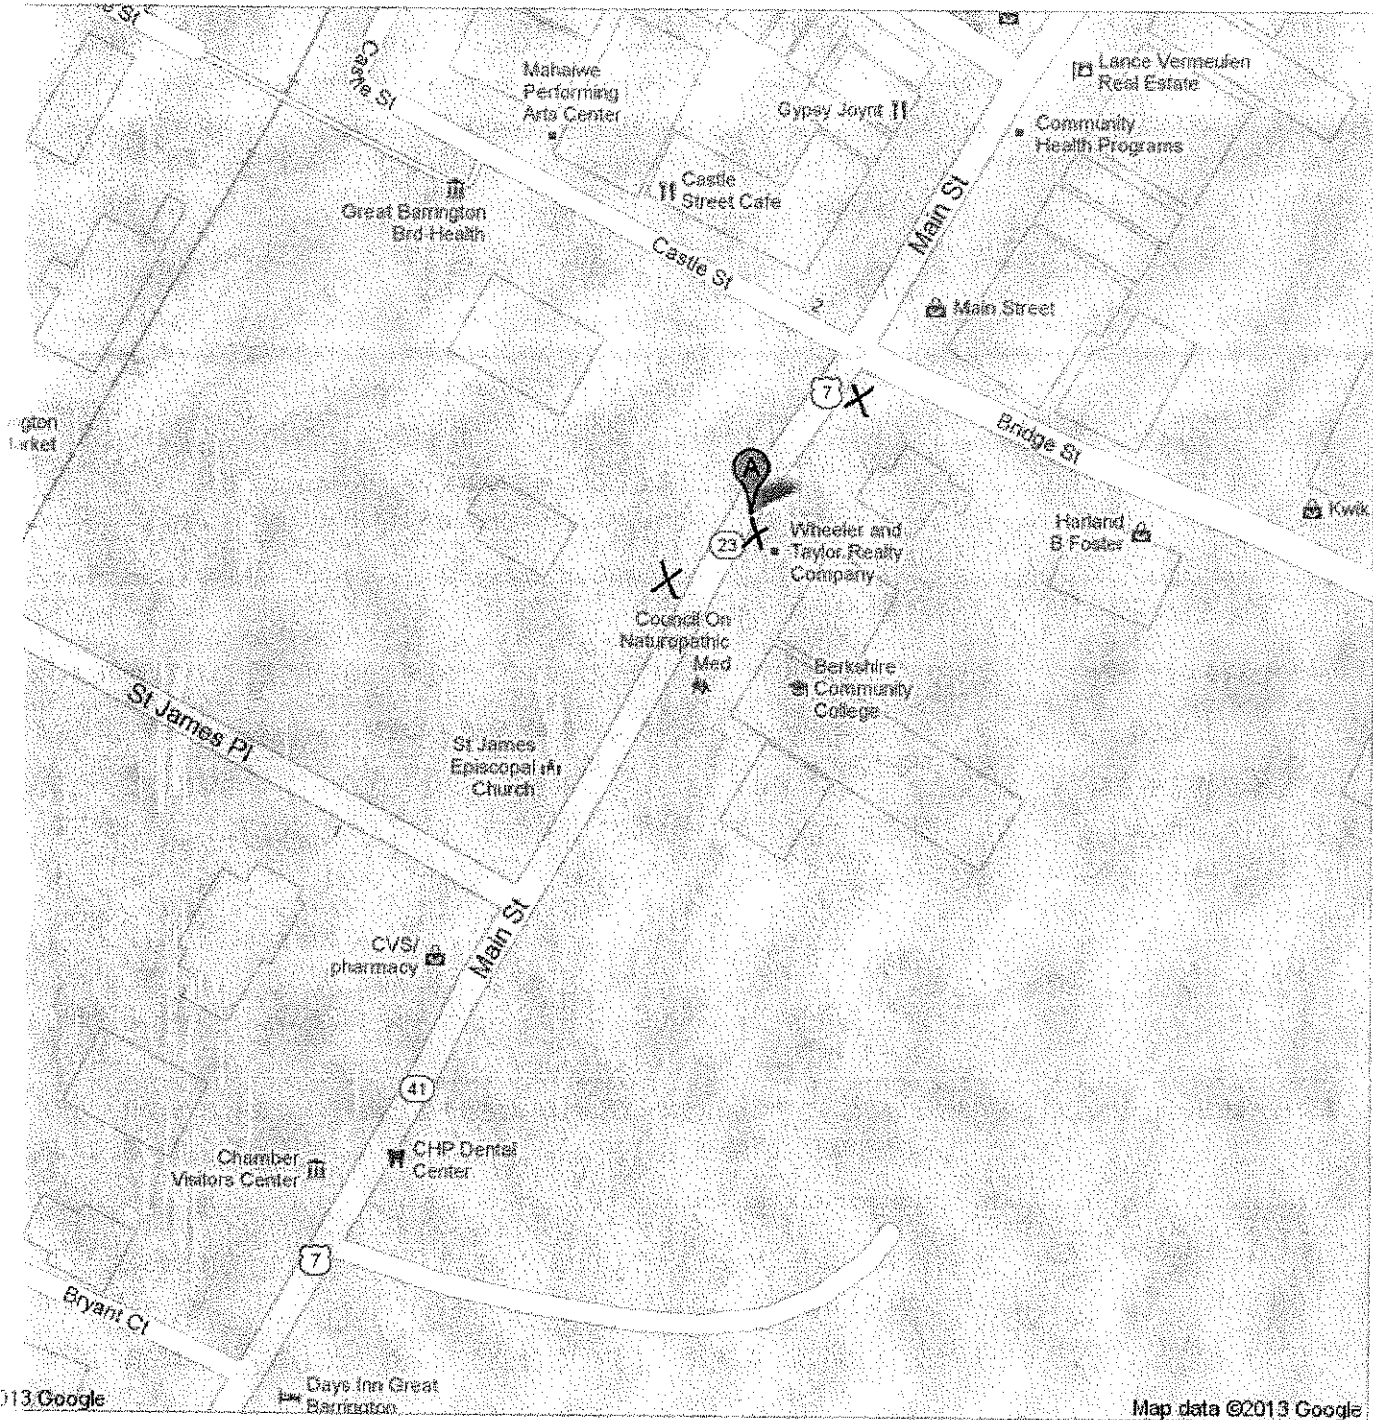 Castle St
Mahaiwe
Performing
Arts Center
Gypsy Joynt
Lance Vermeulen
Real Estate
Community
Health Programs
Great Barrington
Brd-Health
Castle
Street Cafe
Main St
Castle St
2
Main Street
7
X
Bridge St
gton
A
Kwik
Harland
B Foster
23
X
Wheeler and
Taylor Realty
Company
X
Council On
Naturopathic
Med
Berkshire
Community
College
St James Pl
St James
Episcopal
Church
CVS/
pharmacy
Main St
41
CHP Dental
Center
Chamber
Visitors Center
7
Bryant Ct
Days Inn Great
Barrington
013 Google
Map data ©2013 Google